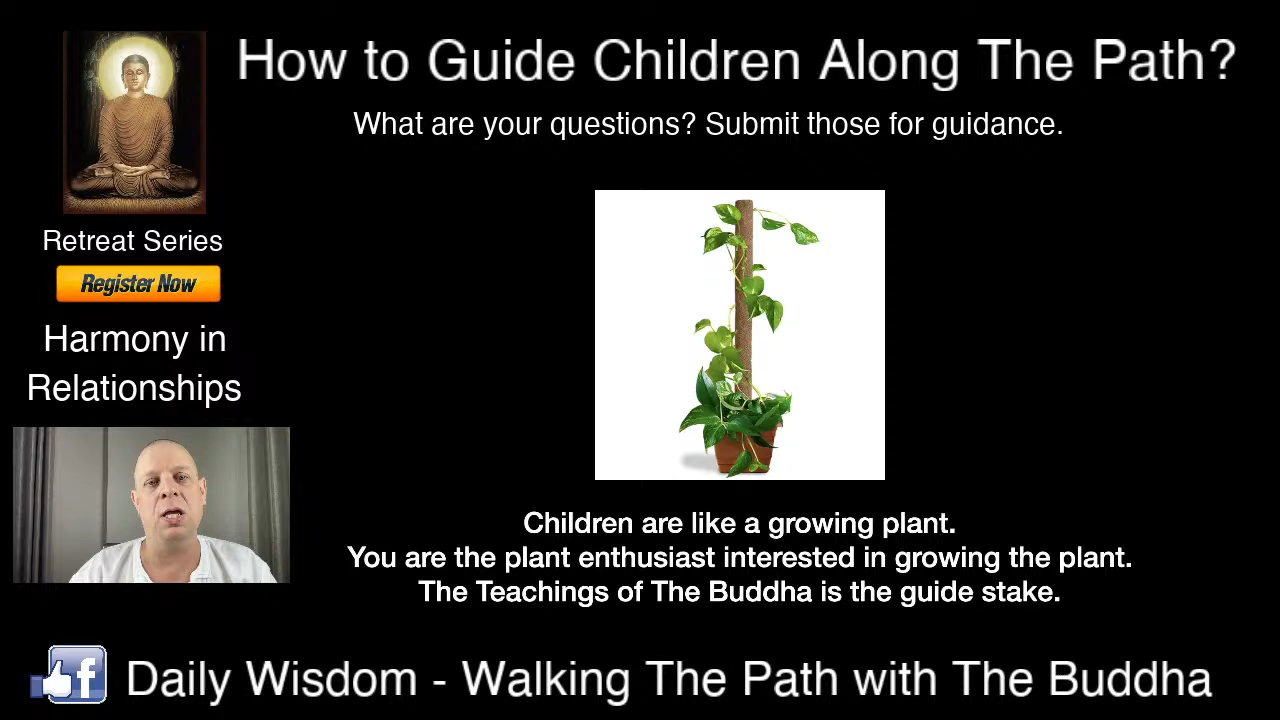 How to Guide Children Along The Path?
What are your questions? Submit those for guidance.
Retreat Series
Register Now
Harmony in
Relationships
Children are like a growing plant.
You are the plant enthusiast interested in growing the plant.
The Teachings of The Buddha is the guide stake.
f
Daily Wisdom - Walking The Path with The Buddha